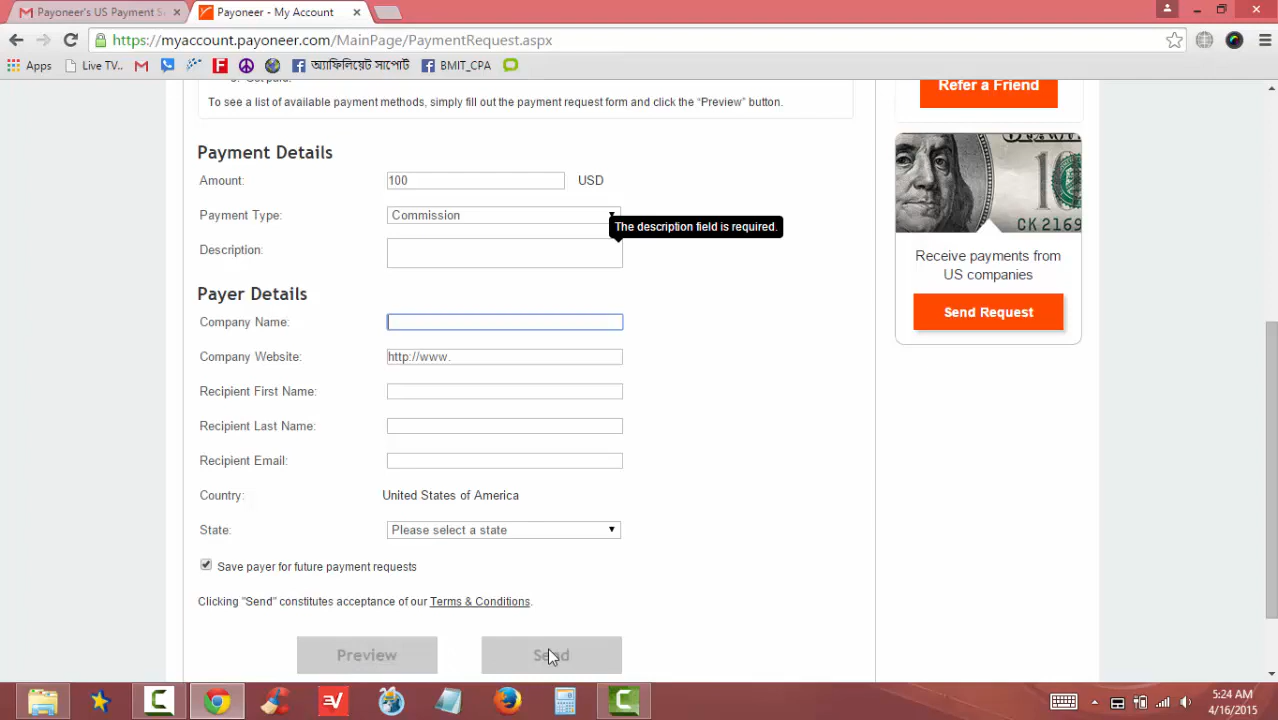 Payoneer's US Payment S
Payoneer - My Account
https://myaccount.payoneer.com/MainPage/PaymentRequest.aspx
Apps
Live TV..
অ্যাফিলিয়েট সাপোর্ট
BMIT_CPA
To see a list of available payment methods, simply fill out the payment request form and click the “Preview” button.
Refer a Friend
Payment Details
Amount:
100
USD
Payment Type:
Commission
The description field is required.
Description:
CK2169
Receive payments from
US companies
Send Request
Payer Details
Company Name:
Company Website:
http://www.
Recipient First Name:
Recipient Last Name:
Recipient Email:
Country:
United States of America
State:
Please select a state
Save payer for future payment requests
Clicking "Send" constitutes acceptance of our Terms & Conditions.
Preview
Send
5:24 AM
4/16/2015